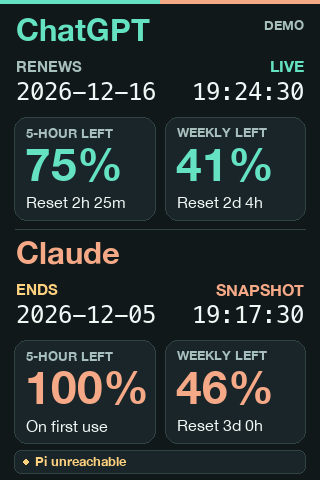 ChatGPT DEMO
RENEWS LIVE
2026–12–16 19:24:30
5-HOUR LEFT WEEKLY LEFT
75% 41%
Reset 2h 25m Reset 2d 4h
Claude
ENDS SNAPSHOT
2026–12–05 19:17:30
5-HOUR LEFT WEEKLY LEFT
100% 46%
On first use Reset 3d 0h
Pi unreachable